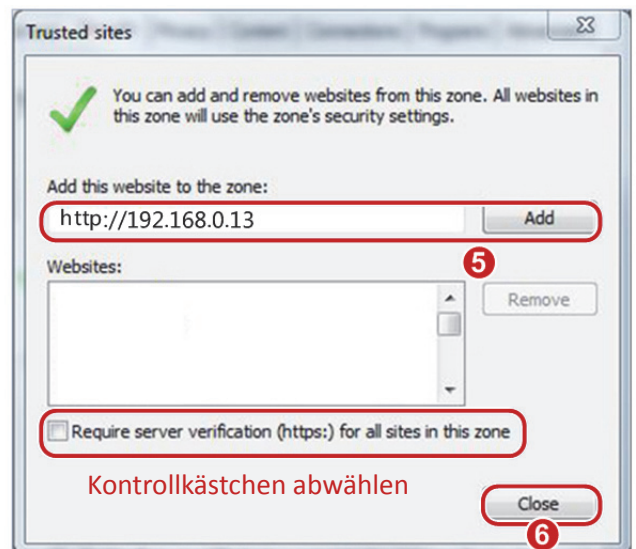 Trusted sites
You can add and remove websites from this zone. All websites in
this zone will use the zone's security settings.
Add this website to the zone:
http://192.168.0.13
Add
5
Websites:
Remove
Require server verification (https:) for all sites in this zone
Kontrollkästchen abwählen
Close
6